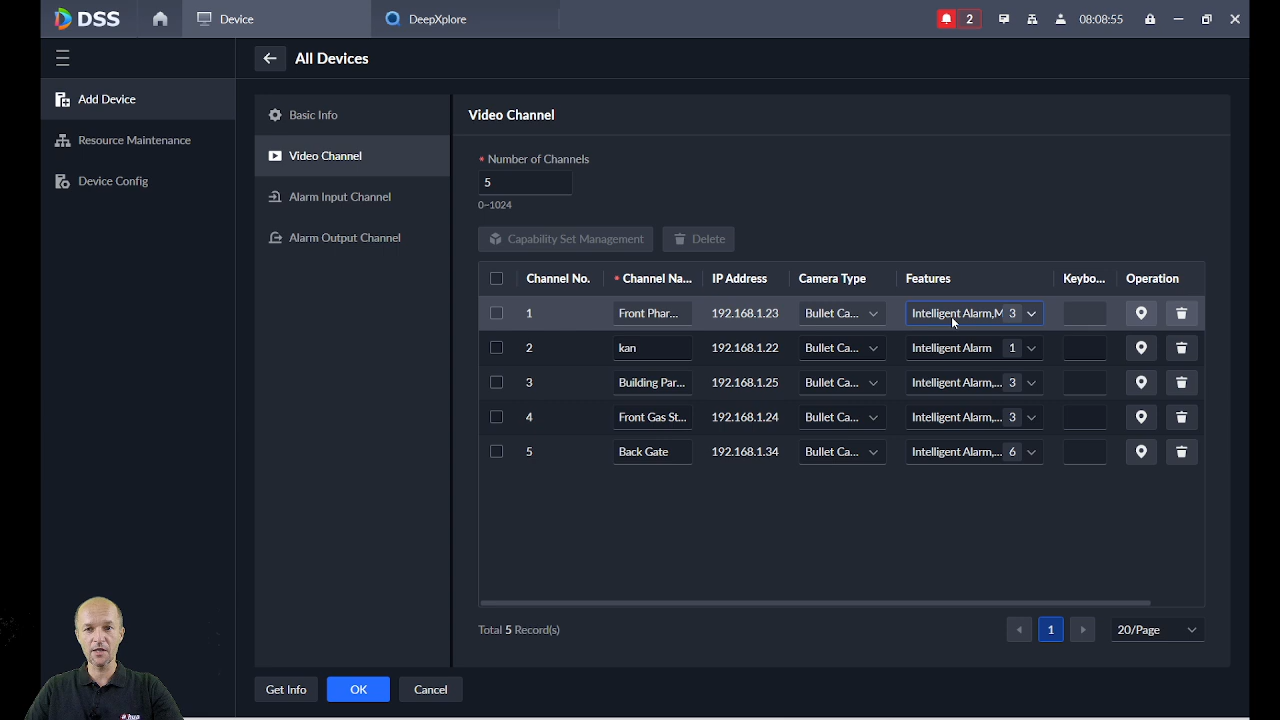 DSS
Device
DeepXplore
2
08:08:55
All Devices
Add Device
Resource Maintenance
Device Config
Basic Info
Video Channel
Alarm Input Channel
Alarm Output Channel
Video Channel
* Number of Channels
5
0~1024
Capability Set Management
Delete
Channel No. * Channel Na... IP Address Camera Type Features Keybo... Operation
1 Front Phar... 192.168.1.23 Bullet Ca... Intelligent Alarm,M 3
2 kan 192.168.1.22 Bullet Ca... Intelligent Alarm 1
3 Building Par... 192.168.1.25 Bullet Ca... Intelligent Alarm,... 3
4 Front Gas St... 192.168.1.24 Bullet Ca... Intelligent Alarm,... 3
5 Back Gate 192.168.1.34 Bullet Ca... Intelligent Alarm,... 6
Total 5 Record(s)
1
20/Page
Get Info
OK
Cancel
alhua